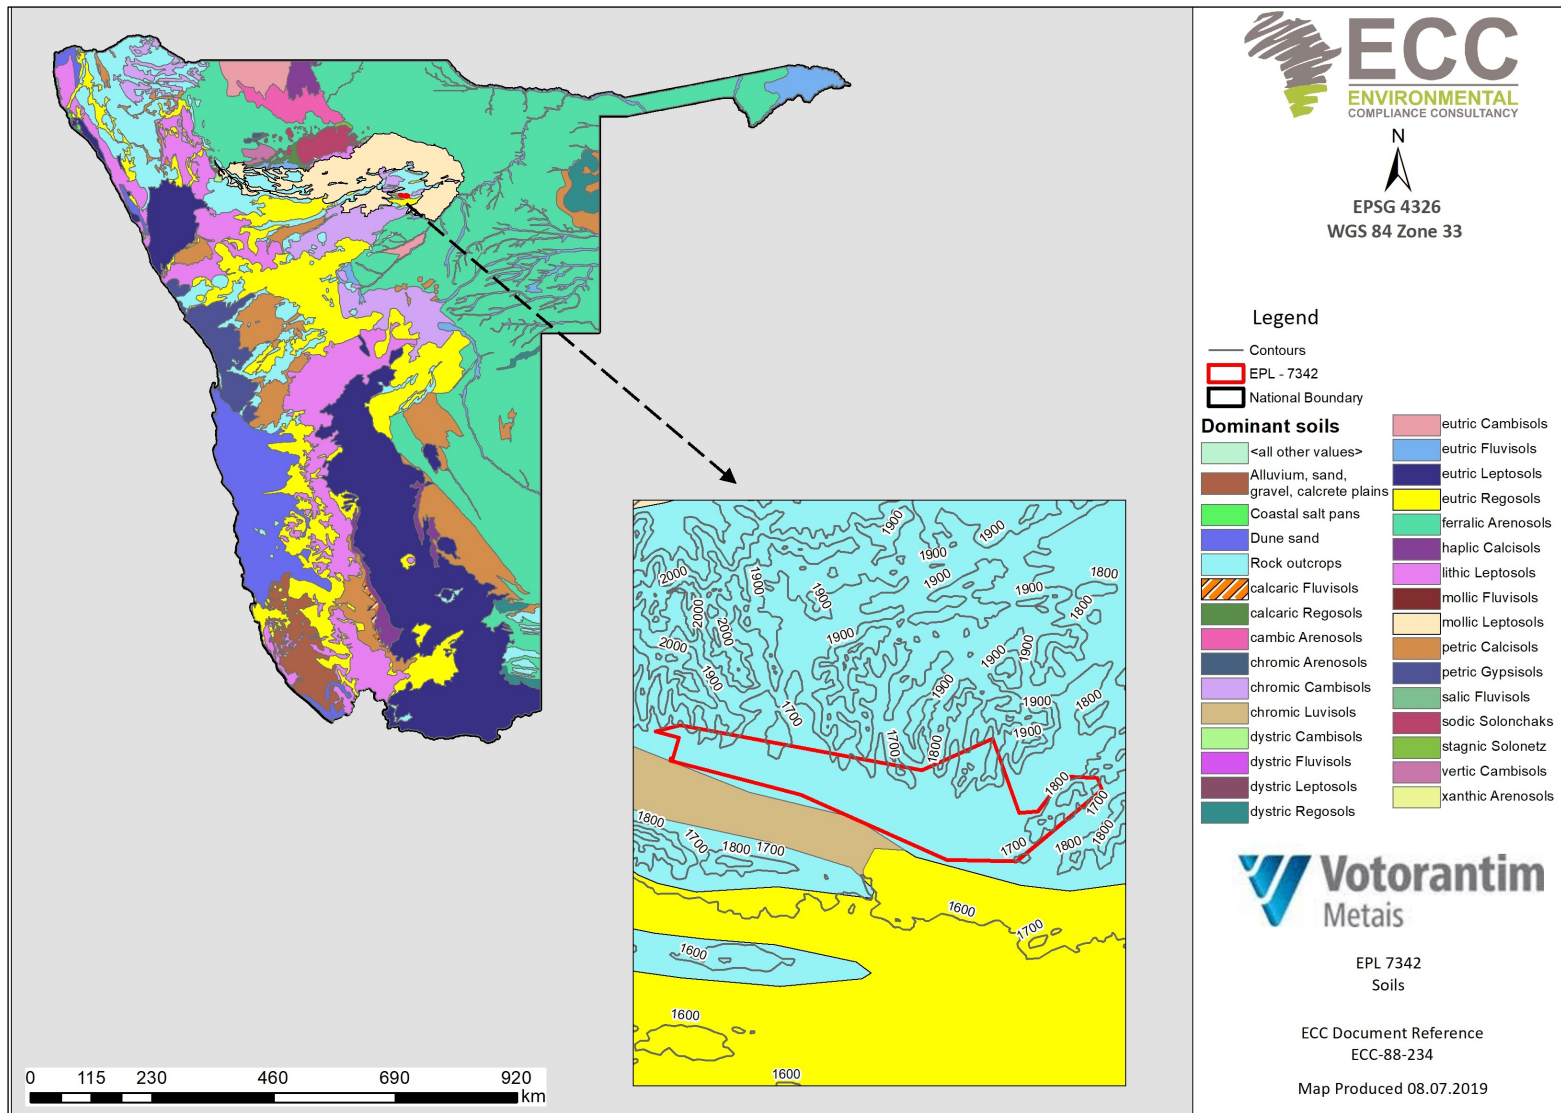 ECC
ENVIRONMENTAL
COMPLIANCE CONSULTANCY
N
EPSG 4326
WGS 84 Zone 33
Legend
Contours
EPL - 7342
National Boundary
Dominant soils
<all other values>
Alluvium, sand,
gravel, calcrete plains
Coastal salt pans
Dune sand
Rock outcrops
calcaric Fluvisols
calcaric Regosols
cambic Arenosols
chromic Arenosols
chromic Cambisols
chromic Luvisols
dystric Cambisols
dystric Fluvisols
dystric Leptosols
dystric Regosols
eutric Cambisols
eutric Fluvisols
eutric Leptosols
eutric Regosols
ferralic Arenosols
haplic Calcisols
lithic Leptosols
mollic Fluvisols
mollic Leptosols
petric Calcisols
petric Gypsisols
salic Fluvisols
sodic Solonchaks
stagnic Solonetz
vertic Cambisols
xanthic Arenosols
Votorantim
Metais
EPL 7342
Soils
ECC Document Reference
ECC-88-234
Map Produced 08.07.2019
1900
1900
1900
2000
1900
1900
1900
1800
1800
2000
2000
1900
1900
1900
1900
2000
1900
1900
1900
1800
1700
1900
1700
1800
1800
1700
1800
1700
1800
1700
1700
1800
1800
1600
1700
1600
1600
1600
0 115 230 460 690 920
km